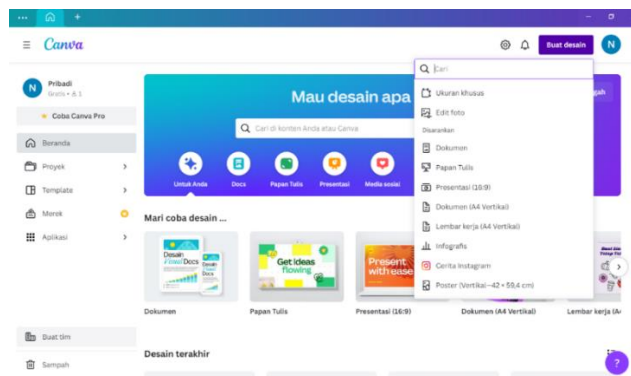 Canva
Buat desain
N
N
Pribadi
Gratis • 1
Coba Canva Pro
Beranda
Proyek
Template
Merek
Aplikasi
Buat tim
Sampah
Mau desain apa
Cari di konten Anda atau Canva
Untuk Anda
Docs
Papan Tulis
Presentasi
Media sosial
Cari
Ukuran khusus
Edit foto
Disarankan
Dokumen
Papan Tulis
Presentasi (16:9)
Dokumen (A4 Vertikal)
Lembar kerja (A4 Vertikal)
Infografis
Cerita Instagram
Poster (Vertikal—42 × 59,4 cm)
Mari coba desain ...
Desain
Visual Docs
Get ideas
flowing
Present
with ease
Dokumen
Papan Tulis
Presentasi (16:9)
Dokumen (A4 Vertikal)
Lembar kerja (A4
Desain terakhir
?